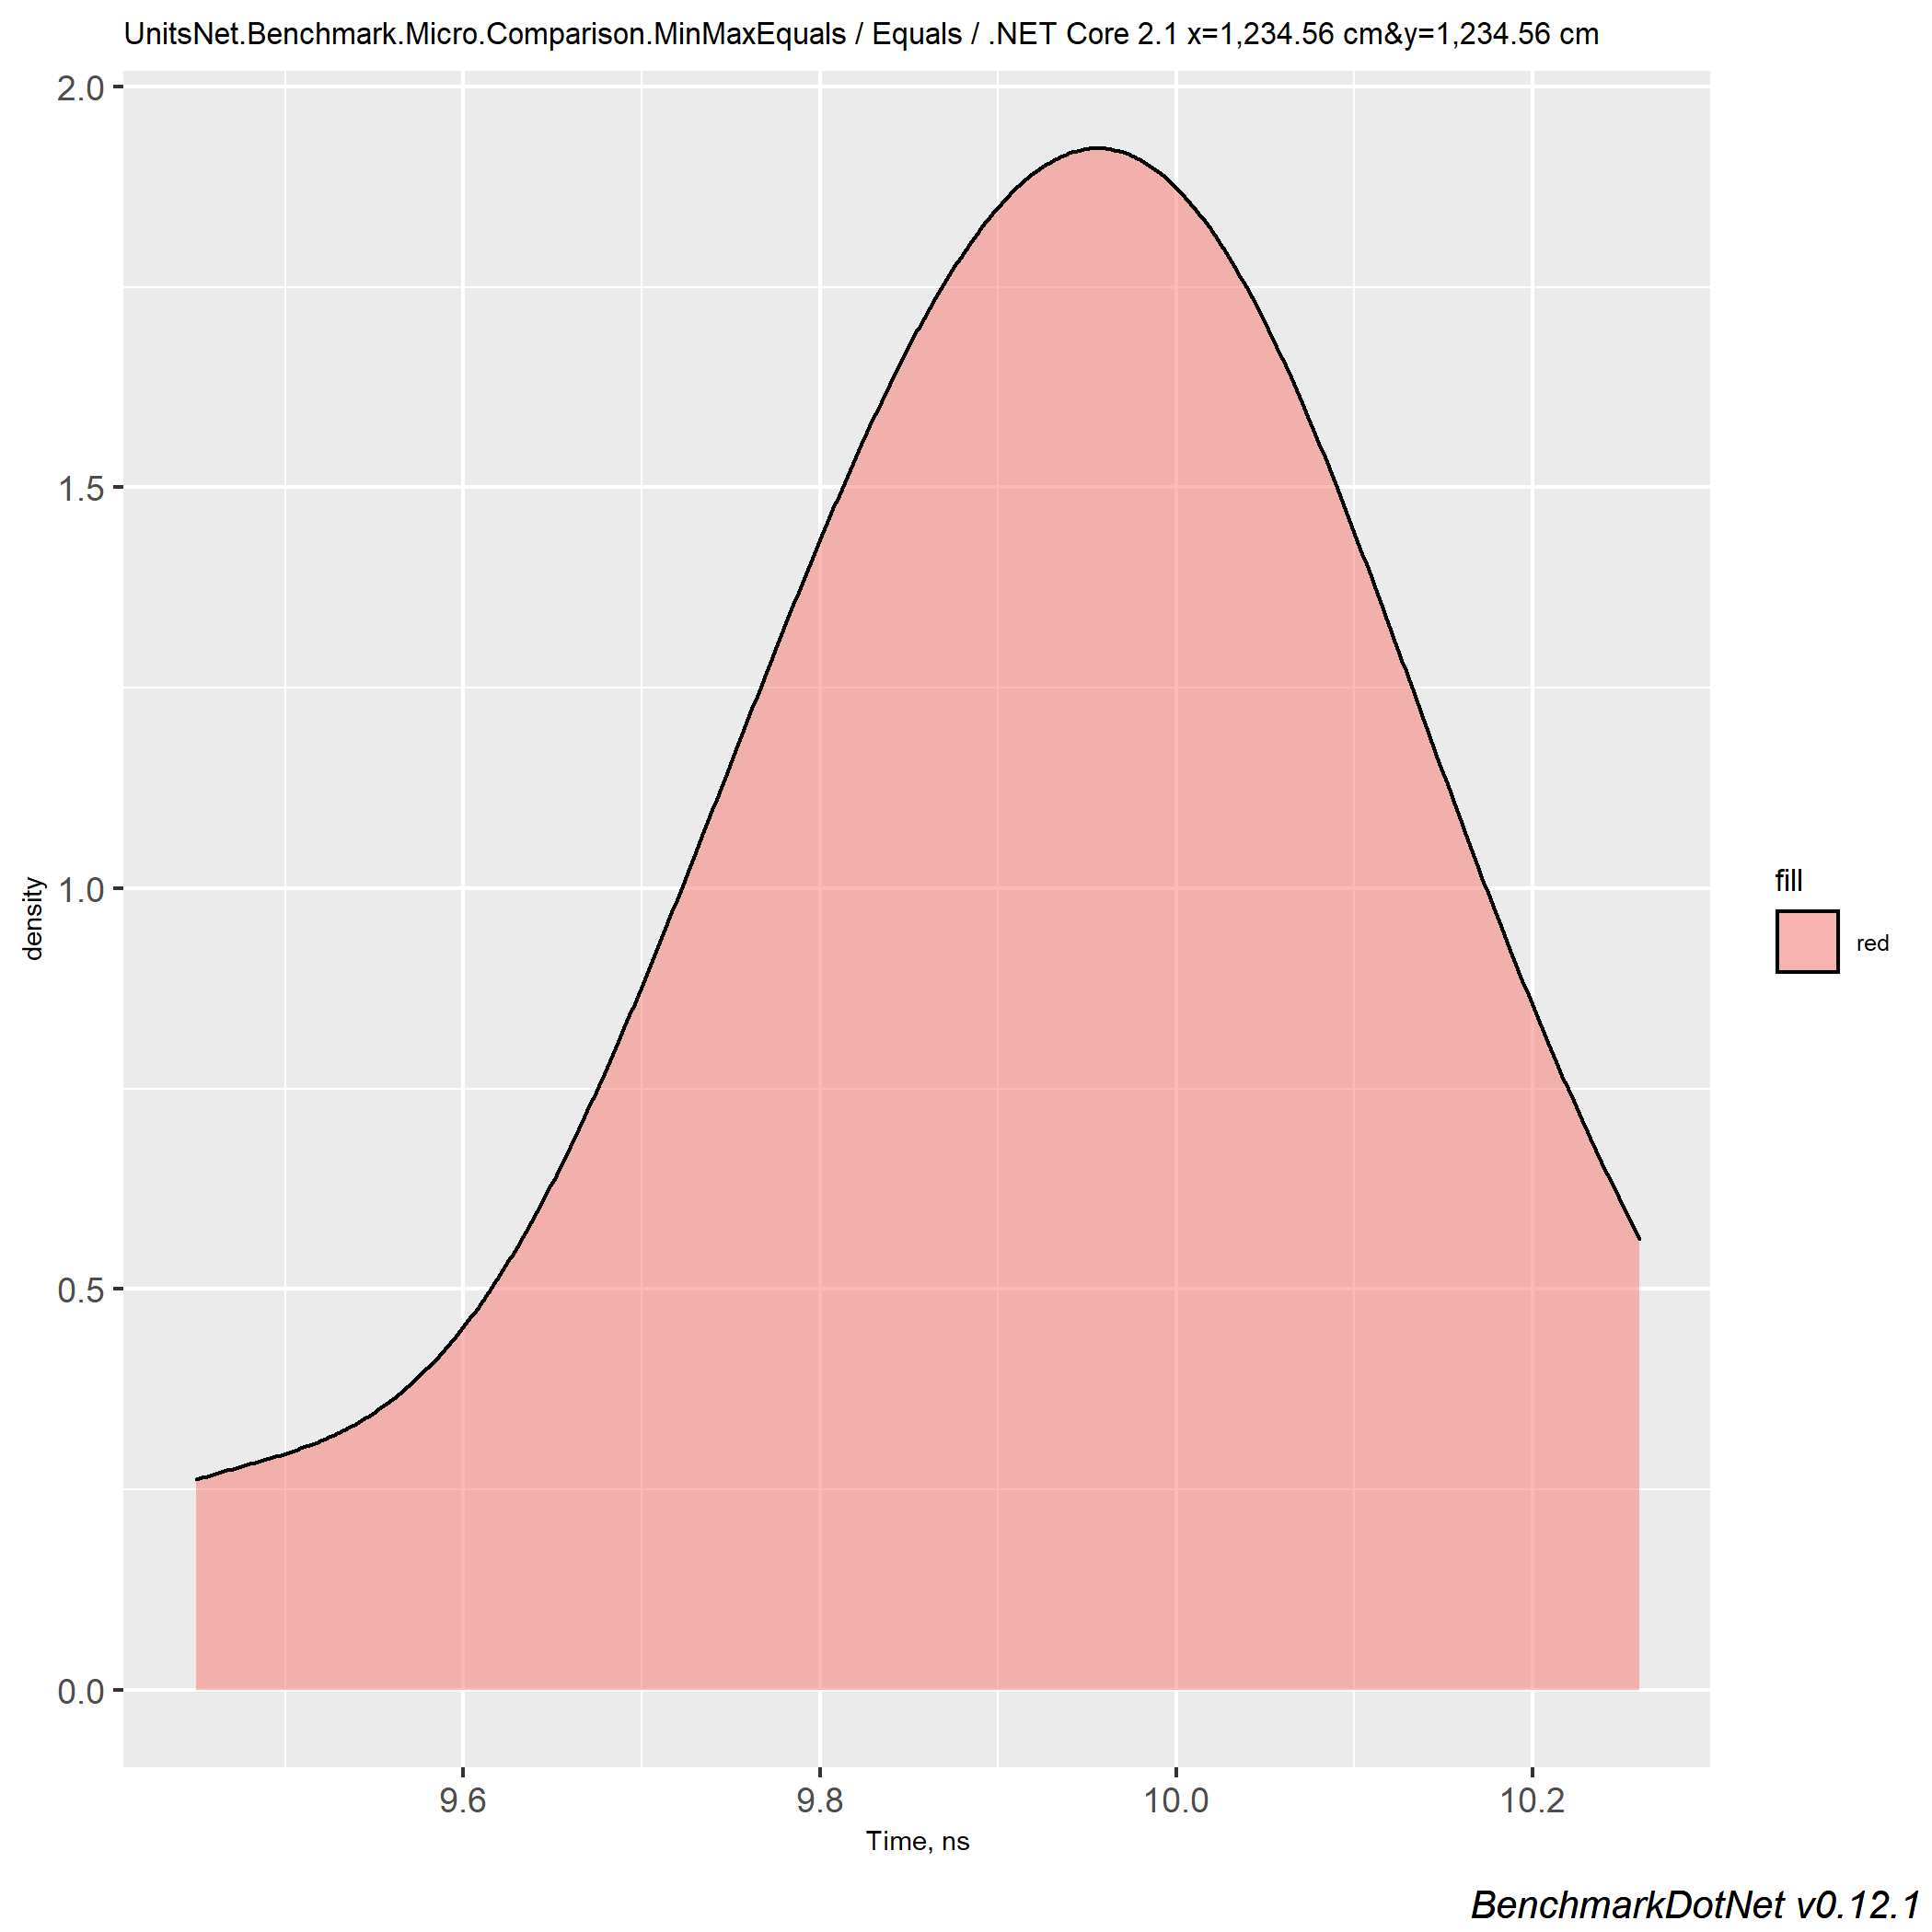 UnitsNet.Benchmark.Micro.Comparison.MinMaxEquals / Equals / .NET Core 2.1 x=1,234.56 cm&y=1,234.56 cm
2.0
1.5
1.0
0.5
0.0
density
9.6 9.8 10.0 10.2
Time, ns
fill
red
BenchmarkDotNet v0.12.1